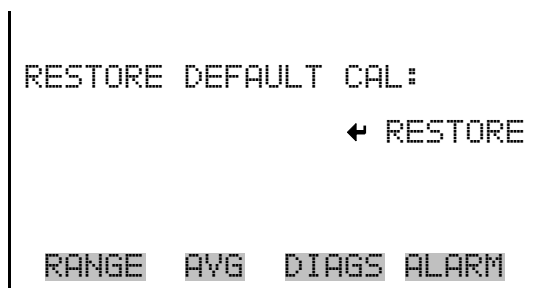 RESTORE DEFAULT CAL:
↵ RESTORE
RANGE AVG DIAGS ALARM